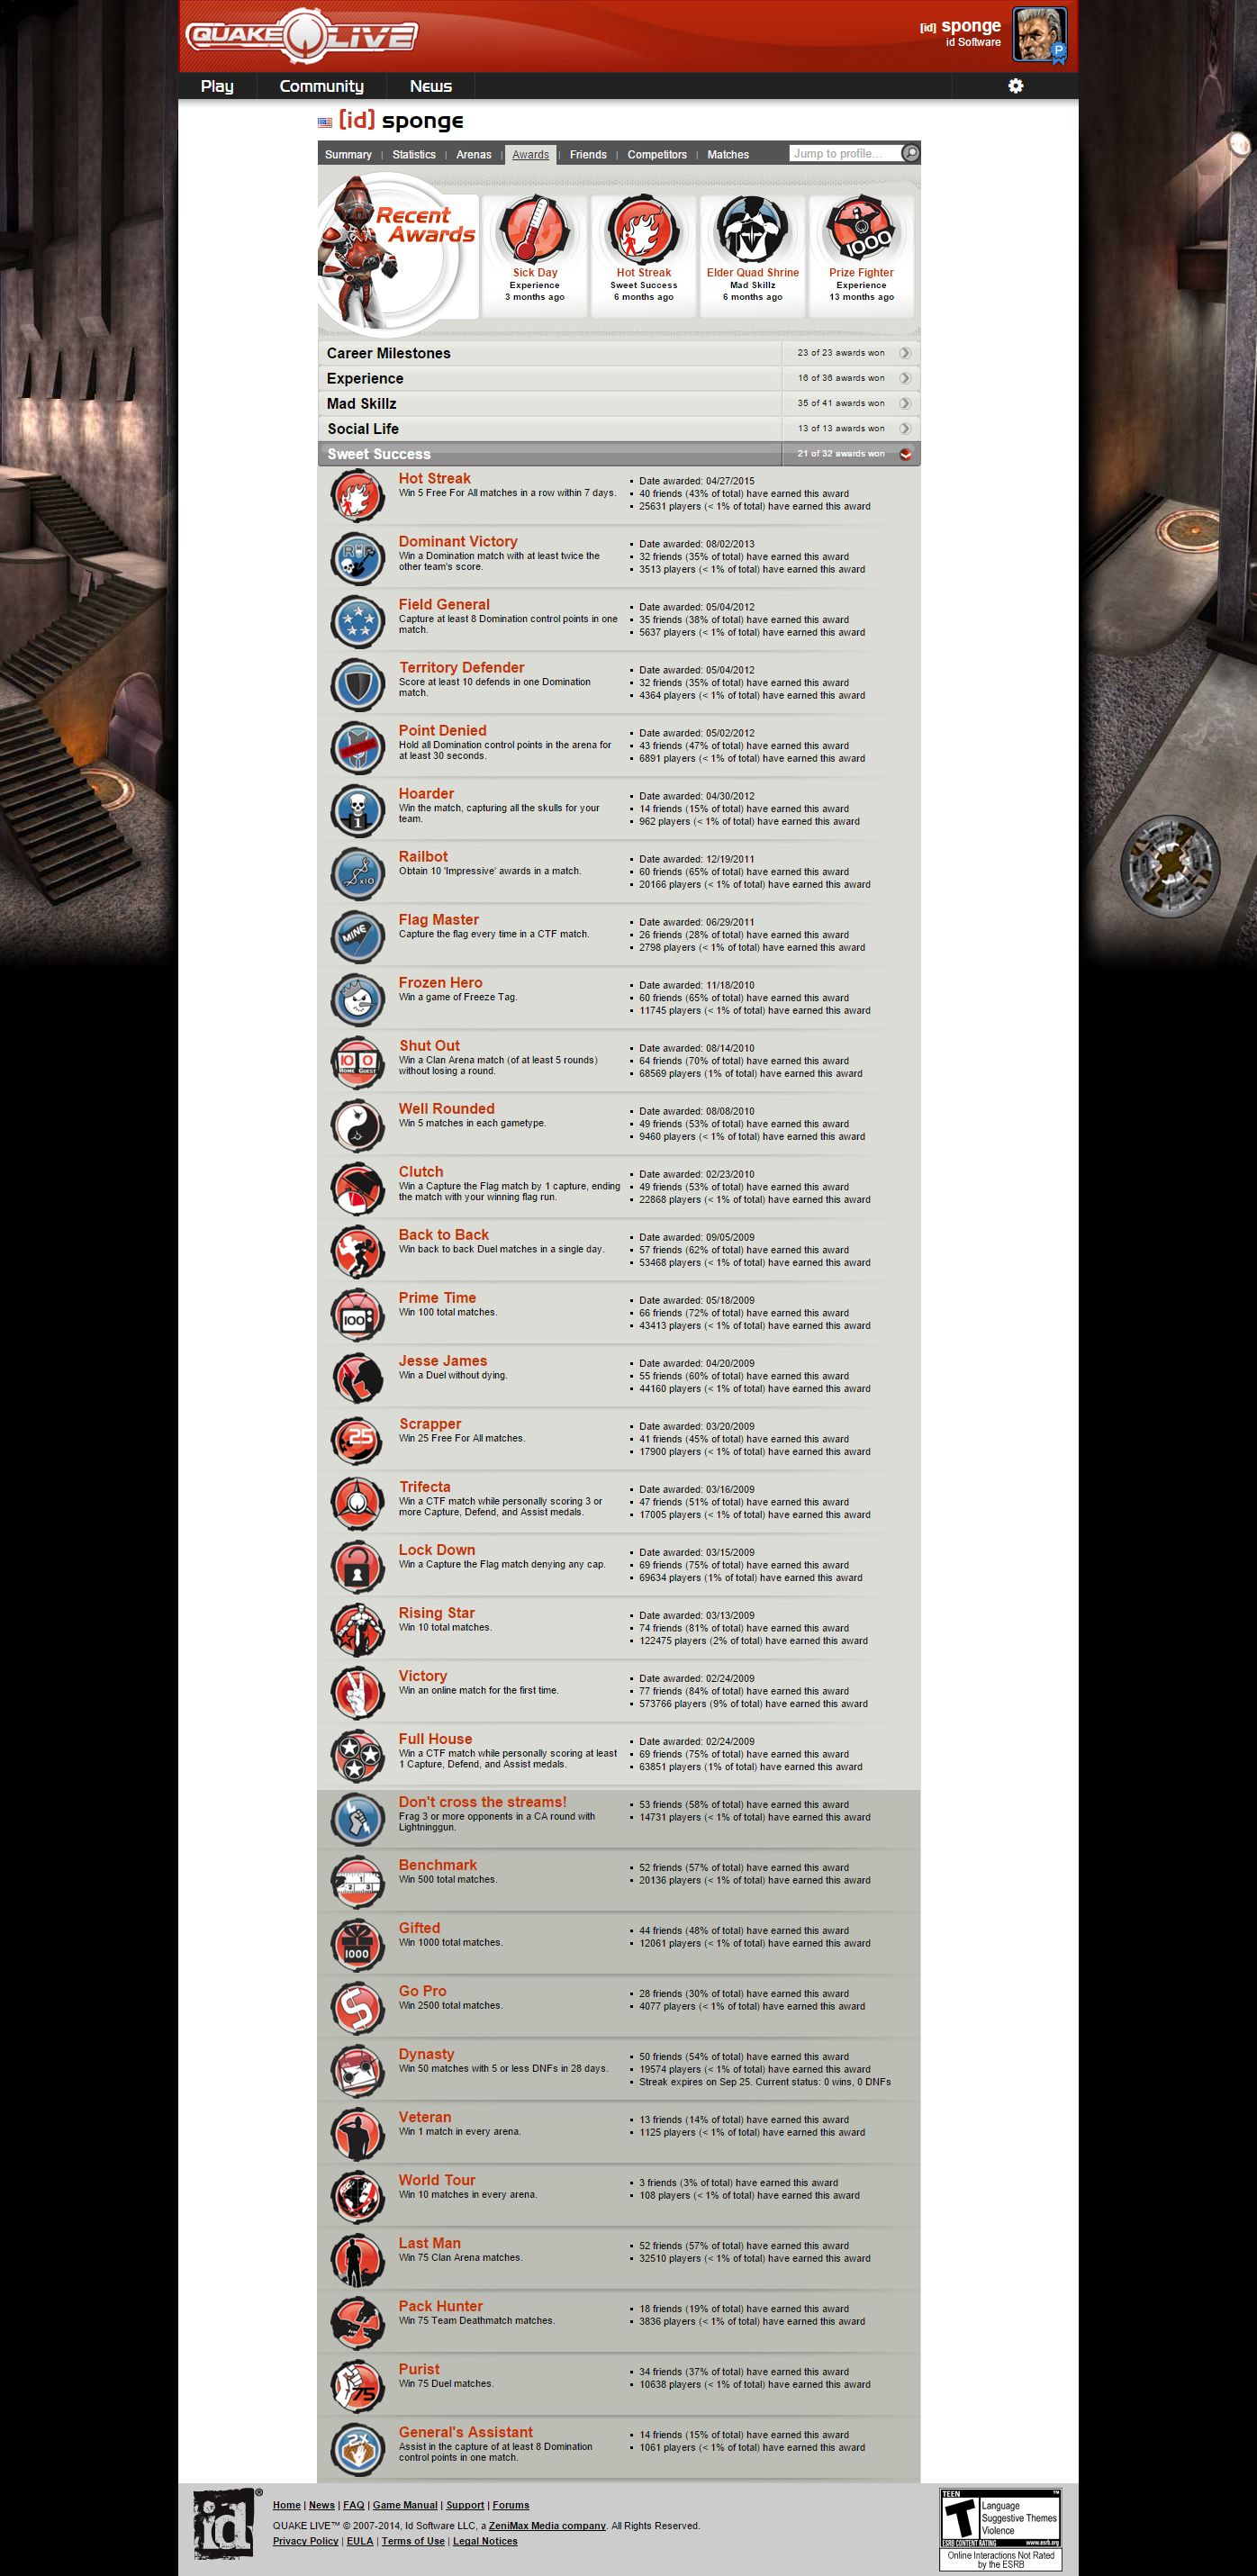 QUAKE LIVE
[id] sponge
id Software
P
Play
Community
News
[id] sponge
Summary | Statistics | Arenas | Awards | Friends | Competitors | Matches
Jump to profile...
Recent
Awards
1000
Sick Day
Experience
3 months ago
Hot Streak
Sweet Success
6 months ago
Elder Quad Shrine
Mad Skillz
6 months ago
Prize Fighter
Experience
13 months ago
Career Milestones
23 of 23 awards won
Experience
16 of 36 awards won
Mad Skillz
35 of 41 awards won
Social Life
13 of 13 awards won
Sweet Success
21 of 32 awards won
Hot Streak
Win 5 Free For All matches in a row within 7 days.
Date awarded: 04/27/2015
40 friends (43% of total) have earned this award
25631 players (< 1% of total) have earned this award
RIP
Dominant Victory
Win a Domination match with at least twice the
other team's score.
Date awarded: 08/02/2013
32 friends (35% of total) have earned this award
3513 players (< 1% of total) have earned this award
Field General
Capture at least 8 Domination control points in one
match.
Date awarded: 05/04/2012
35 friends (38% of total) have earned this award
5637 players (< 1% of total) have earned this award
Territory Defender
Score at least 10 defends in one Domination
match.
Date awarded: 05/04/2012
32 friends (35% of total) have earned this award
4364 players (< 1% of total) have earned this award
Point Denied
Hold all Domination control points in the arena for
at least 30 seconds.
Date awarded: 05/02/2012
43 friends (47% of total) have earned this award
6891 players (< 1% of total) have earned this award
1
Hoarder
Win the match, capturing all the skulls for your
team.
Date awarded: 04/30/2012
14 friends (15% of total) have earned this award
962 players (< 1% of total) have earned this award
x10
Railbot
Obtain 10 'Impressive' awards in a match.
Date awarded: 12/19/2011
60 friends (65% of total) have earned this award
20166 players (< 1% of total) have earned this award
MINE
Flag Master
Capture the flag every time in a CTF match.
Date awarded: 06/29/2011
26 friends (28% of total) have earned this award
2798 players (< 1% of total) have earned this award
Frozen Hero
Win a game of Freeze Tag.
Date awarded: 11/18/2010
60 friends (65% of total) have earned this award
11745 players (< 1% of total) have earned this award
10 0
HOME GUEST
Shut Out
Win a Clan Arena match (of at least 5 rounds)
without losing a round.
Date awarded: 08/14/2010
64 friends (70% of total) have earned this award
68569 players (1% of total) have earned this award
Well Rounded
Win 5 matches in each gametype.
Date awarded: 08/08/2010
49 friends (53% of total) have earned this award
9460 players (< 1% of total) have earned this award
Clutch
Win a Capture the Flag match by 1 capture, ending
the match with your winning flag run.
Date awarded: 02/23/2010
49 friends (53% of total) have earned this award
22868 players (< 1% of total) have earned this award
Back to Back
Win back to back Duel matches in a single day.
Date awarded: 09/05/2009
57 friends (62% of total) have earned this award
53468 players (< 1% of total) have earned this award
100
Prime Time
Win 100 total matches.
Date awarded: 05/18/2009
66 friends (72% of total) have earned this award
43413 players (< 1% of total) have earned this award
Jesse James
Win a Duel without dying.
Date awarded: 04/20/2009
55 friends (60% of total) have earned this award
44160 players (< 1% of total) have earned this award
25
Scrapper
Win 25 Free For All matches.
Date awarded: 03/20/2009
41 friends (45% of total) have earned this award
17900 players (< 1% of total) have earned this award
Trifecta
Win a CTF match while personally scoring 3 or
more Capture, Defend, and Assist medals.
Date awarded: 03/16/2009
47 friends (51% of total) have earned this award
17005 players (< 1% of total) have earned this award
Lock Down
Win a Capture the Flag match denying any cap.
Date awarded: 03/15/2009
69 friends (75% of total) have earned this award
69634 players (1% of total) have earned this award
Rising Star
Win 10 total matches.
Date awarded: 03/13/2009
74 friends (81% of total) have earned this award
122475 players (2% of total) have earned this award
Victory
Win an online match for the first time.
Date awarded: 02/24/2009
77 friends (84% of total) have earned this award
573766 players (9% of total) have earned this award
Full House
Win a CTF match while personally scoring at least
1 Capture, Defend, and Assist medals.
Date awarded: 02/24/2009
69 friends (75% of total) have earned this award
63851 players (1% of total) have earned this award
Don't cross the streams!
Frag 3 or more opponents in a CA round with
Lightninggun.
53 friends (58% of total) have earned this award
14731 players (< 1% of total) have earned this award
Benchmark
Win 500 total matches.
52 friends (57% of total) have earned this award
20136 players (< 1% of total) have earned this award
1000
Gifted
Win 1000 total matches.
44 friends (48% of total) have earned this award
12061 players (< 1% of total) have earned this award
Go Pro
Win 2500 total matches.
28 friends (30% of total) have earned this award
4077 players (< 1% of total) have earned this award
Dynasty
Win 50 matches with 5 or less DNFs in 28 days.
50 friends (54% of total) have earned this award
19574 players (< 1% of total) have earned this award
Streak expires on Sep 25. Current status: 0 wins, 0 DNFs
Veteran
Win 1 match in every arena.
13 friends (14% of total) have earned this award
1125 players (< 1% of total) have earned this award
World Tour
Win 10 matches in every arena.
3 friends (3% of total) have earned this award
108 players (< 1% of total) have earned this award
Last Man
Win 75 Clan Arena matches.
52 friends (57% of total) have earned this award
32510 players (< 1% of total) have earned this award
Pack Hunter
Win 75 Team Deathmatch matches.
18 friends (19% of total) have earned this award
3836 players (< 1% of total) have earned this award
75
Purist
Win 75 Duel matches.
34 friends (37% of total) have earned this award
10638 players (< 1% of total) have earned this award
2x
General's Assistant
Assist in the capture of at least 8 Domination
control points in one match.
14 friends (15% of total) have earned this award
1061 players (< 1% of total) have earned this award
id ®
Home | News | FAQ | Game Manual | Support | Forums
QUAKE LIVE™ © 2007-2014, Id Software LLC, a ZeniMax Media company. All Rights Reserved.
Privacy Policy | EULA | Terms of Use | Legal Notices
TEEN
T
Language
Suggestive Themes
Violence
ESRB CONTENT RATING www.esrb.org
Online Interactions Not Rated
by the ESRB